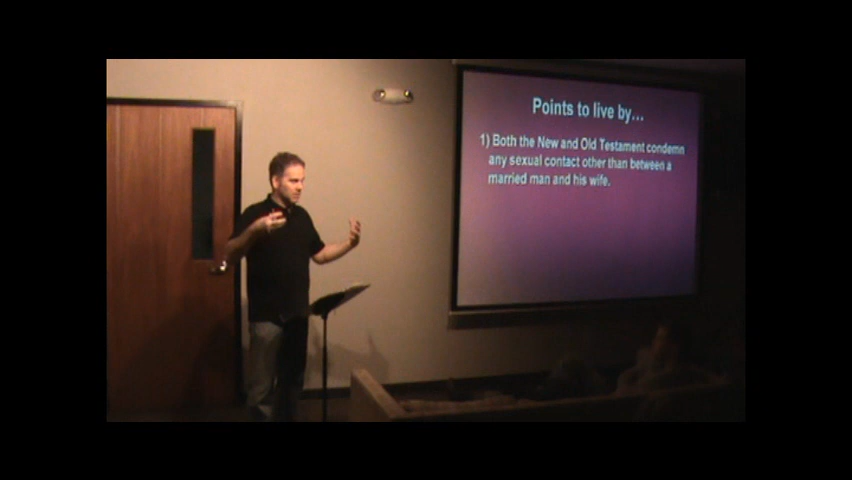 Points to live by...
1) Both the New and Old Testament condemn
any sexual contact other than between a
married man and his wife.